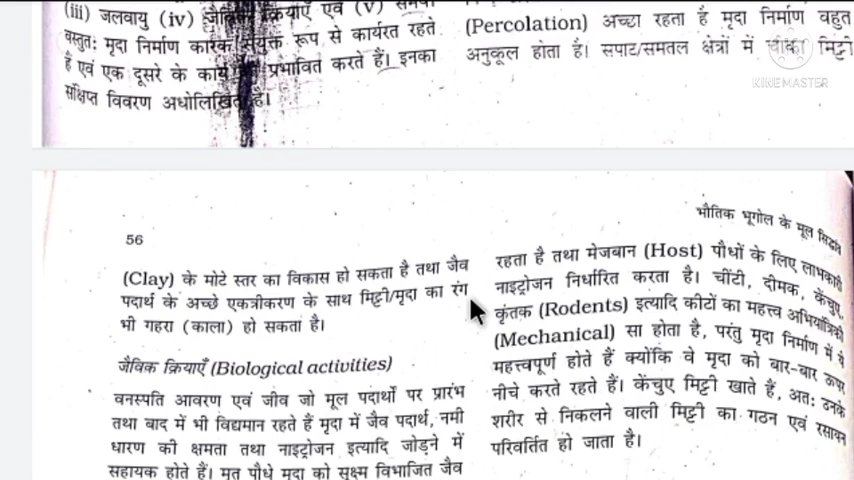 (iii) जलवायु (iv) जैविक क्रियाएँ एवं (v)
वस्तुतः मृदा निर्माण कारक संयुक्त रूप से कार्यरत रहते
है एवं एक दूसरे के कार्य प्रभावित करते हैं। इनका
संक्षिप्त विवरण अधोलिखित है।
(Percolation) अच्छा रहता है मृदा निर्माण बहुत
अनुकूल होता है। सपाट/समतल क्षेत्रों में चीका मिट्टी
KINEMASTER
56
(Clay) के मोटे स्तर का विकास हो सकता है तथा जैव
पदार्थ के अच्छे एकत्रीकरण के साथ मिट्टी/मृदा का रंग
भी गहरा (काला) हो सकता है।
जैविक क्रियाएँ (Biological activities)
वनस्पति आवरण एवं जीव जो मूल पदार्थों पर प्रारंभ
तथा बाद में भी विद्यमान रहते हैं मृदा में जैव पदार्थ, नमी
धारण की क्षमता तथा नाइट्रोजन इत्यादि जोड़ने में
सहायक होते हैं। मृत पौधे मृदा को सूक्ष्म विभाजित जैव
भौतिक भूगोल के मूल सिद्धांत
रहता है तथा मेजबान (Host) पौधों के लिए लाभकारी
नाइट्रोजन निर्धारित करता है। चींटी, दीमक, केंचुए,
कृंतक (Rodents) इत्यादि कीटों का महत्त्व अभियांत्रिकी
(Mechanical) सा होता है, परंतु मृदा निर्माण में ये
महत्त्वपूर्ण होते हैं क्योंकि वे मृदा को बार-बार ऊपर
नीचे करते रहते हैं। केंचुए मिट्टी खाते हैं, अतः उनके
शरीर से निकलने वाली मिट्टी का गठन एवं रसायन
परिवर्तित हो जाता है।